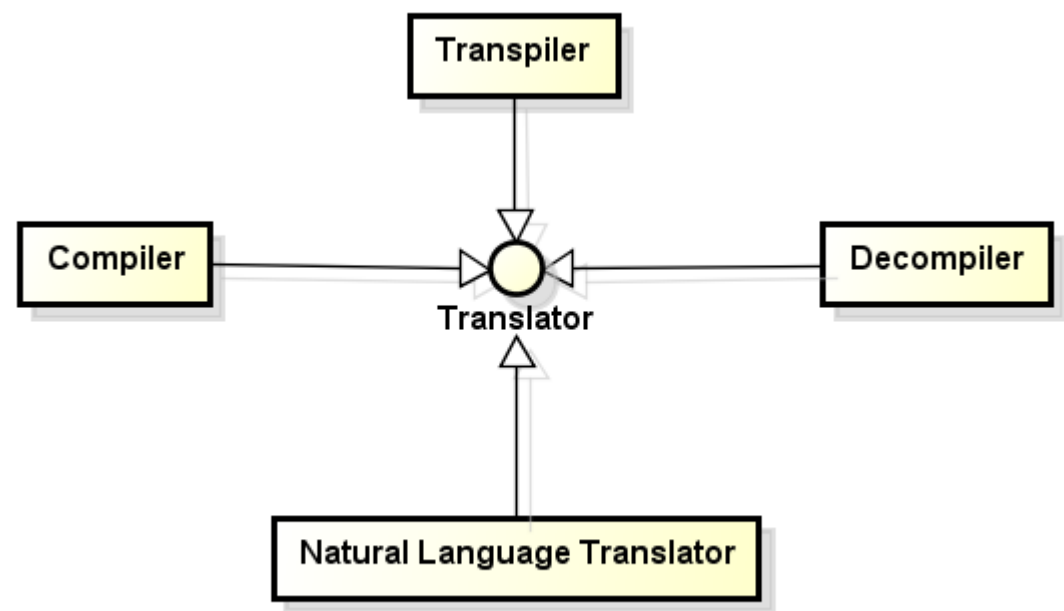 Transpiler
Compiler
Decompiler
Translator
Natural Language Translator